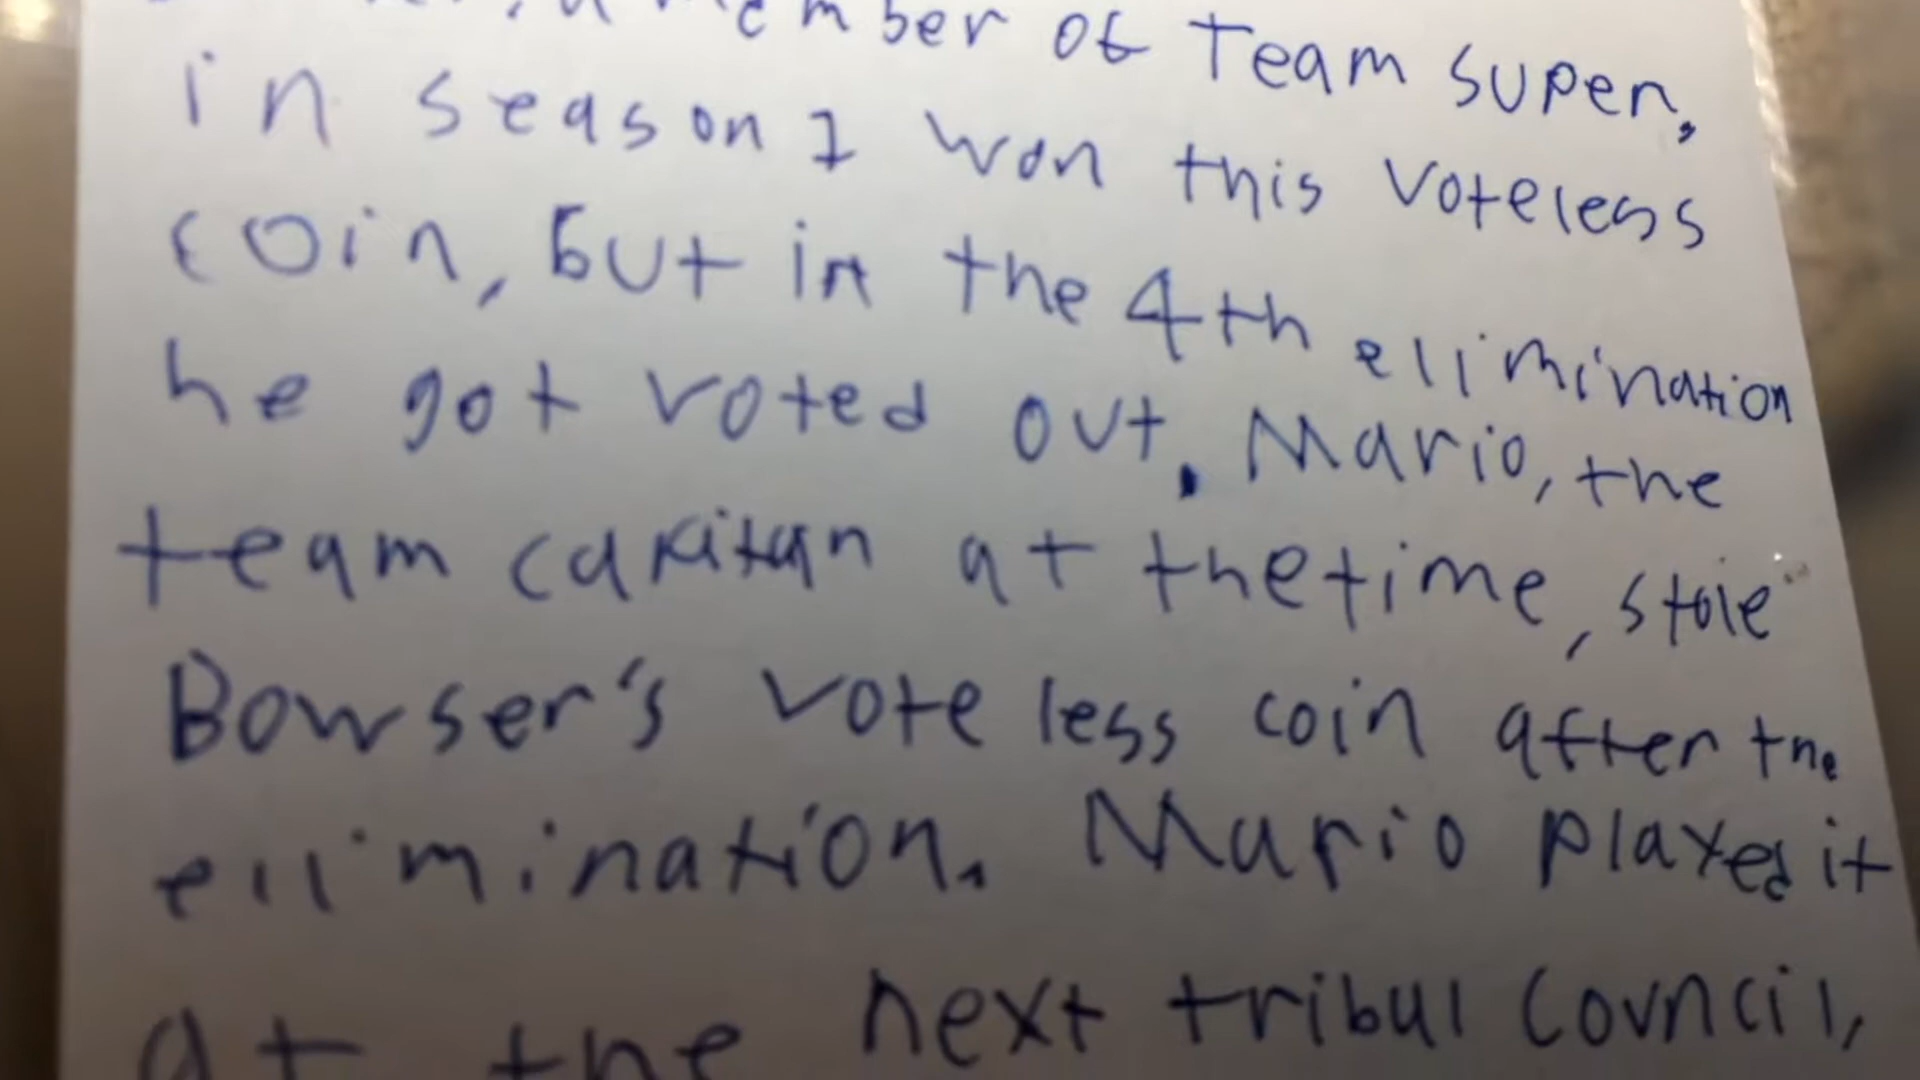 a member of Team Super,
in season 1 won this Voteless
coin, but in the 4th elimination
he got voted out. Mario, the
team capitan at the time, stole
Bowser's vote less coin after the
elimination. Mario played it
at the next tribul Council,